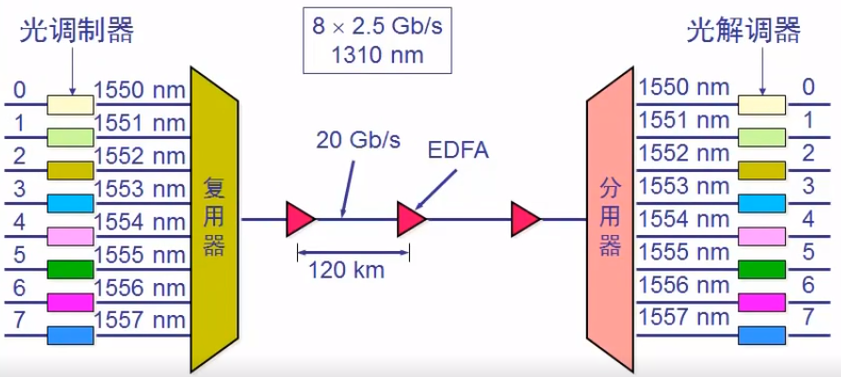 光调制器
8 × 2.5 Gb/s
1310 nm
光解调器
0 1550 nm
1 1551 nm
2 1552 nm
3 1553 nm
4 1554 nm
5 1555 nm
6 1556 nm
7 1557 nm
复用器
20 Gb/s
EDFA
120 km
分用器
1550 nm 0
1551 nm 1
1552 nm 2
1553 nm 3
1554 nm 4
1555 nm 5
1556 nm 6
1557 nm 7